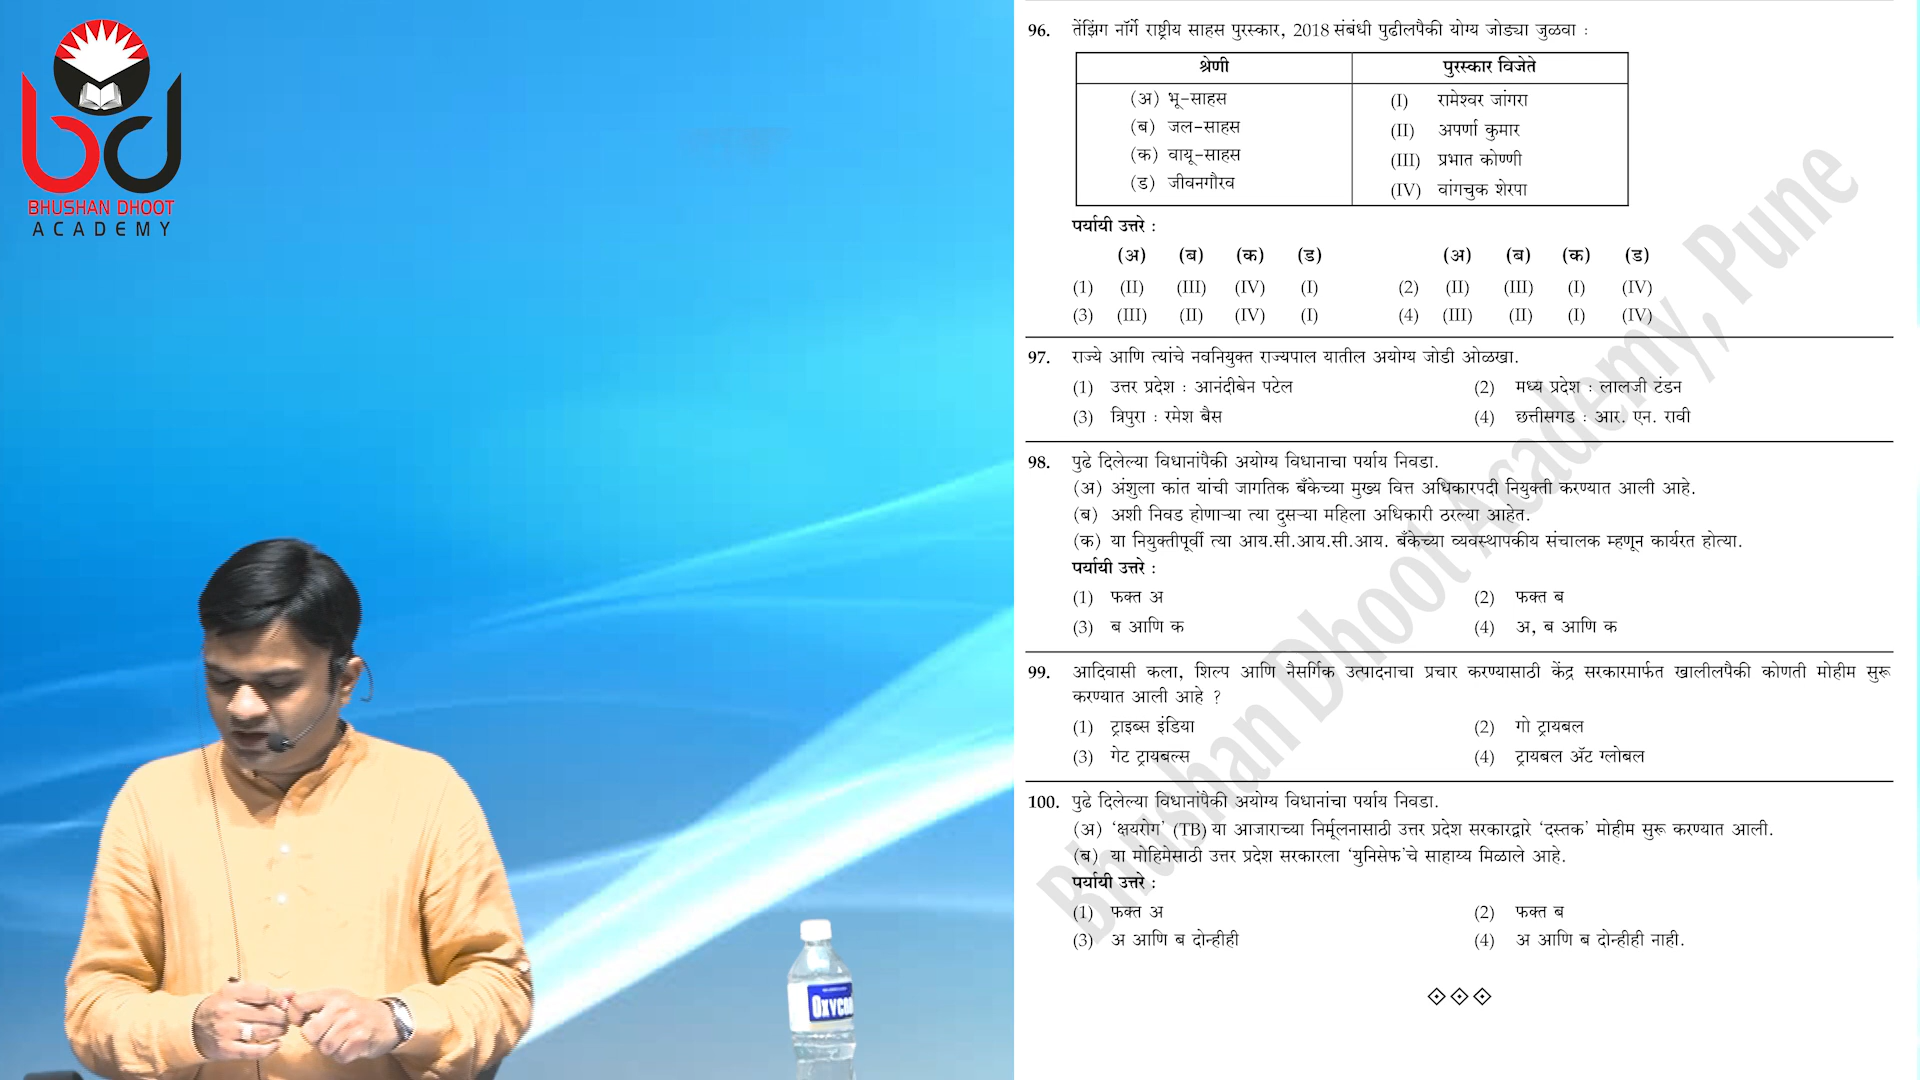 BHUSHAN DHOOT
ACADEMY
96. तेंझिंग नॉर्गे राष्ट्रीय साहस पुरस्कार, 2018 संबंधी पुढीलपैकी योग्य जोड्या जुळवा :
श्रेणी पुरस्कार विजेते
(अ) भू-साहस (I) रामेश्वर जांगरा
(ब) जल-साहस (II) अपर्णा कुमार
(क) वायू-साहस (III) प्रभात कोण्णी
(ड) जीवनगौरव (IV) वांगचुक शेरपा
पर्यायी उत्तरे :
(अ) (ब) (क) (ड) (अ) (ब) (क) (ड)
(1) (II) (III) (IV) (I) (2) (II) (III) (I) (IV)
(3) (III) (II) (IV) (I) (4) (III) (II) (I) (IV)
97. राज्ये आणि त्यांचे नवनियुक्त राज्यपाल यातील अयोग्य जोडी ओळखा.
(1) उत्तर प्रदेश : आनंदीबेन पटेल (2) मध्य प्रदेश : लालजी टंडन
(3) त्रिपुरा : रमेश बैस (4) छत्तीसगड : आर. एन. रावी
98. पुढे दिलेल्या विधानांपैकी अयोग्य विधानाचा पर्याय निवडा.
(अ) अंशुला कांत यांची जागतिक बँकेच्या मुख्य वित्त अधिकारपदी नियुक्ती करण्यात आली आहे.
(ब) अशी निवड होणाऱ्या त्या दुसऱ्या महिला अधिकारी ठरल्या आहेत.
(क) या नियुक्तीपूर्वी त्या आय.सी.आय.सी.आय. बँकेच्या व्यवस्थापकीय संचालक म्हणून कार्यरत होत्या.
पर्यायी उत्तरे :
(1) फक्त अ (2) फक्त ब
(3) ब आणि क (4) अ, ब आणि क
99. आदिवासी कला, शिल्प आणि नैसर्गिक उत्पादनाचा प्रचार करण्यासाठी केंद्र सरकारमार्फत खालीलपैकी कोणती मोहीम सुरू
करण्यात आली आहे ?
(1) ट्राइब्स इंडिया (2) गो ट्रायबल
(3) गेट ट्रायबल्स (4) ट्रायबल ॲट ग्लोबल
100. पुढे दिलेल्या विधानांपैकी अयोग्य विधानांचा पर्याय निवडा.
(अ) ‘क्षयरोग’ (TB) या आजाराच्या निर्मूलनासाठी उत्तर प्रदेश सरकारद्वारे ‘दस्तक’ मोहीम सुरू करण्यात आली.
(ब) या मोहिमेसाठी उत्तर प्रदेश सरकारला ‘युनिसेफ’चे साहाय्य मिळाले आहे.
पर्यायी उत्तरे :
(1) फक्त अ (2) फक्त ब
(3) अ आणि ब दोन्हीही (4) अ आणि ब दोन्हीही नाही.
Bhushan Dhoot Academy, Pune